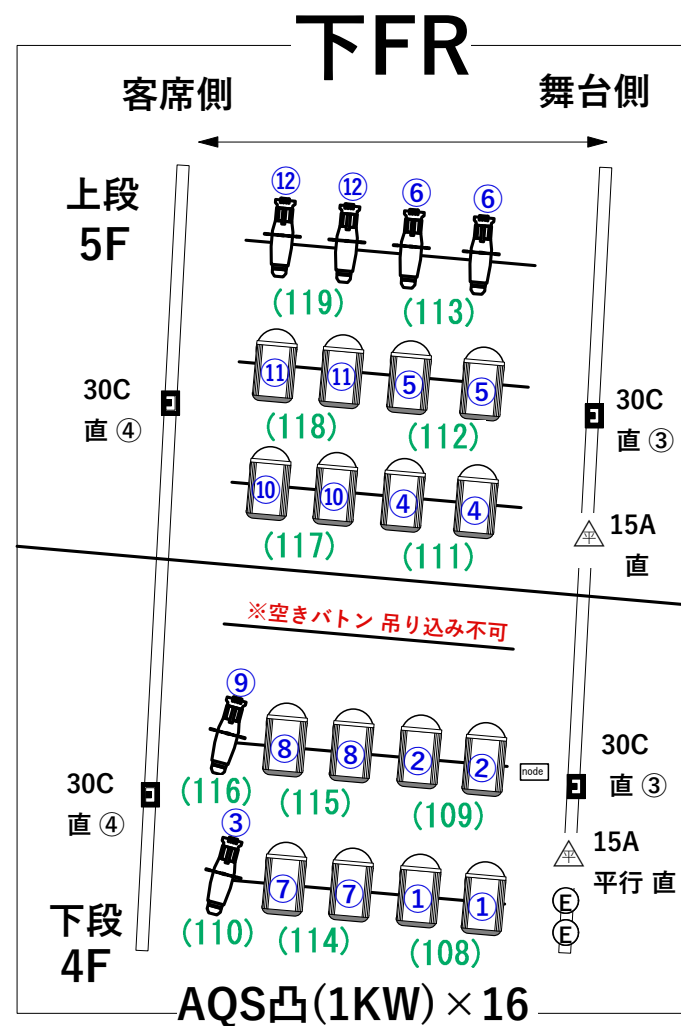 下FR
客席側
舞台側
上段
5F
⑫ ⑫ ⑥ ⑥
(119) (113)
⑪ ⑪ ⑤ ⑤
(118) (112)
30C
直 ④
30C
直 ③
⑩ ⑩ ④ ④
(117) (111)
平 15A
直
※空きバトン 吊り込み不可
⑨
⑧ ⑧ ② ②
node
(116) (115) (109)
30C
直 ④
30C
直 ③
③
⑦ ⑦ ① ①
(110) (114) (108)
平 15A
平行 直
E
E
下段
4F
AQS凸(1KW)×16